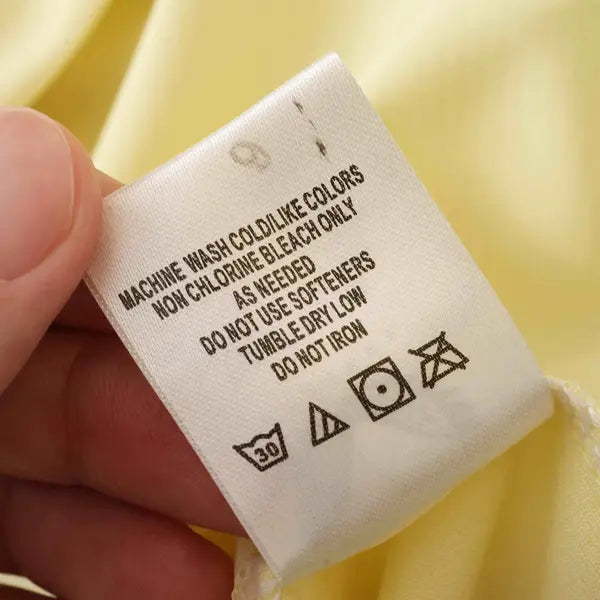 MACHINE WASH COLD/LIKE COLORS
NON CHLORINE BLEACH ONLY
AS NEEDED
DO NOT USE SOFTENERS
TUMBLE DRY LOW
DO NOT IRON
30